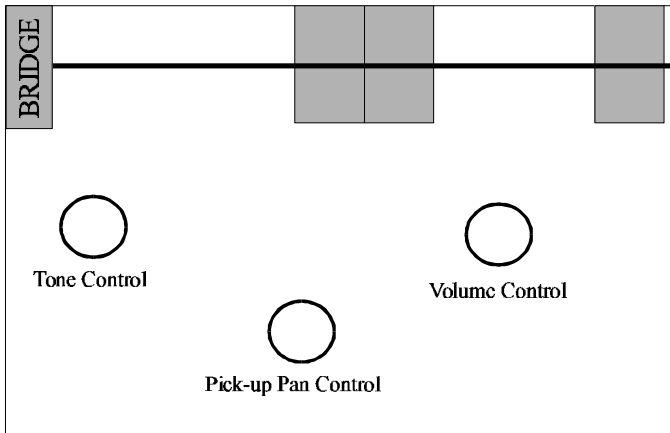 BRIDGE
Tone Control
Volume Control
Pick-up Pan Control